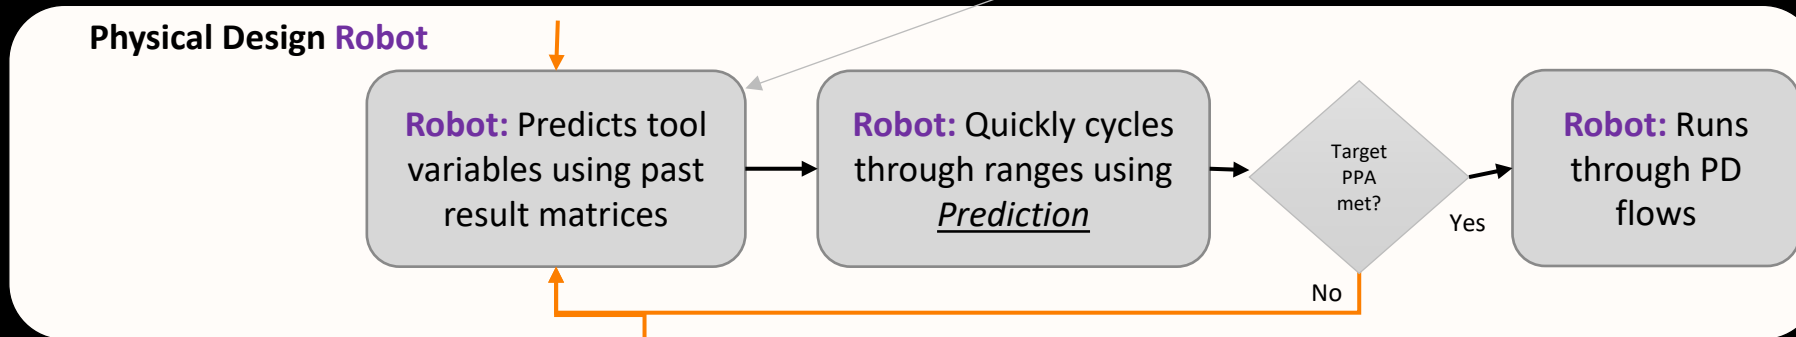 Physical Design Robot
Robot: Predicts tool
variables using past
result matrices
Robot: Quickly cycles
through ranges using
Prediction
Target
PPA
met?
Yes
No
Robot: Runs
through PD
flows